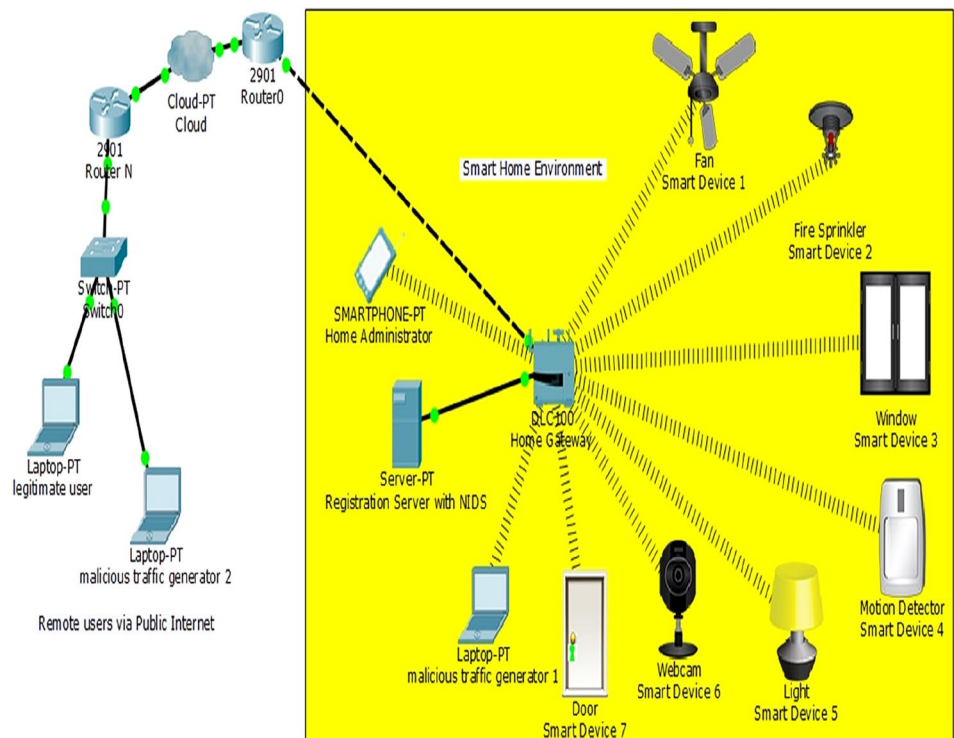 2901
Router0
Cloud-PT
Cloud
2901
Router N
Switch-PT
Switch0
Laptop-PT
legitimate user
Laptop-PT
malicious traffic generator 2
Remote users via Public Internet
Smart Home Environment
Fan
Smart Device 1
Fire Sprinkler
Smart Device 2
SMARTPHONE-PT
Home Administrator
DLC100
Home Gateway
Window
Smart Device 3
Server-PT
Registration Server with NIDS
Motion Detector
Smart Device 4
Laptop-PT
malicious traffic generator 1
Door
Smart Device 7
Webcam
Smart Device 6
Light
Smart Device 5